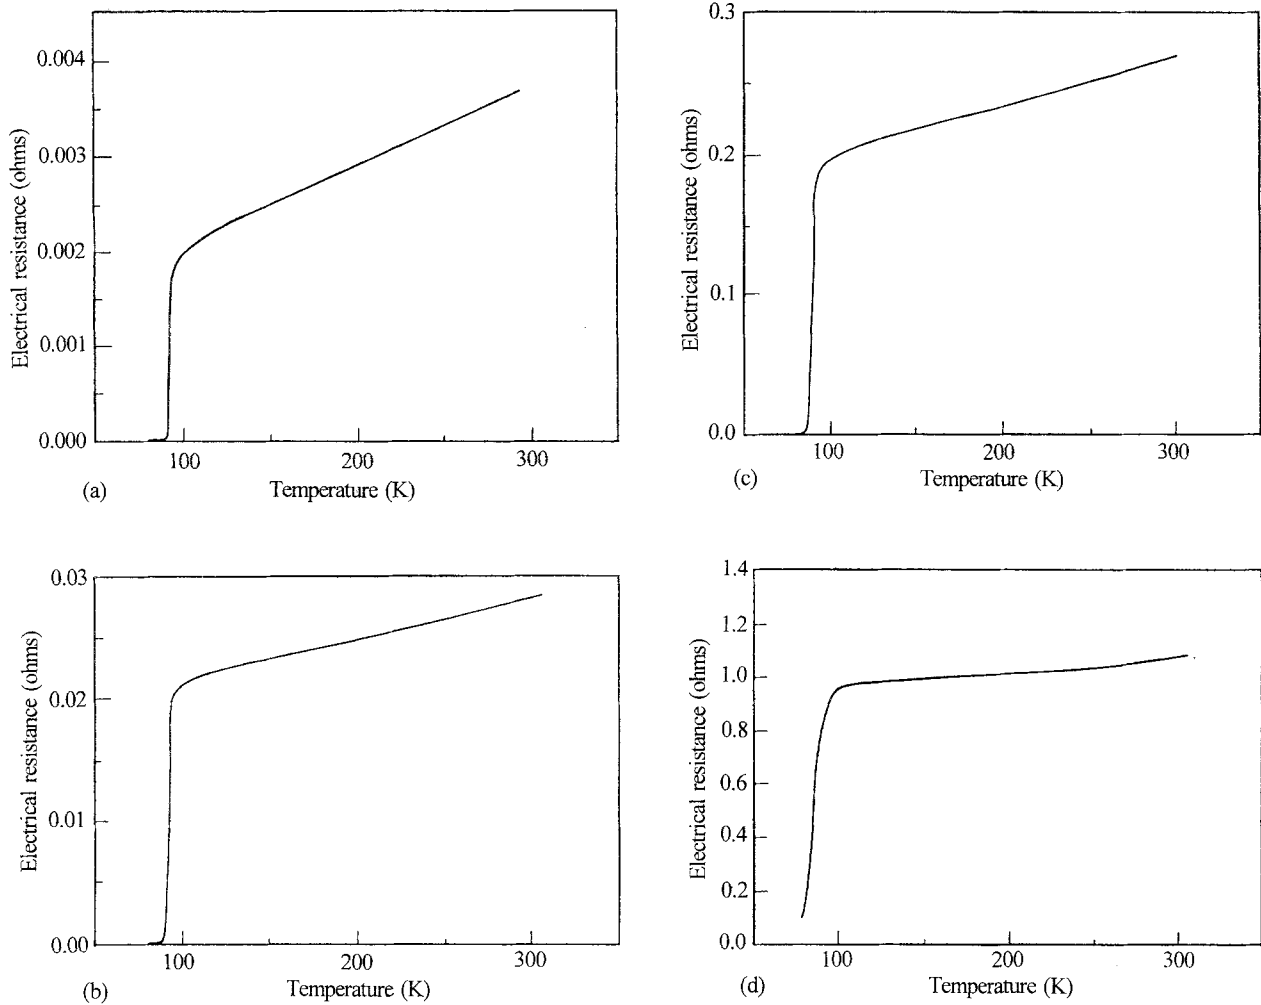 0.004
0.003
0.002
0.001
0.000
Electrical resistance (ohms)
100
200
300
(a)
Temperature (K)
0.3
0.2
0.1
0.0
Electrical resistance (ohms)
100
200
300
(c)
Temperature (K)
0.03
0.02
0.01
0.00
Electrical resistance (ohms)
100
200
300
(b)
Temperature (K)
1.4
1.2
1.0
0.8
0.6
0.4
0.2
0.0
Electrical resistance (ohms)
100
200
300
(d)
Temperature (K)